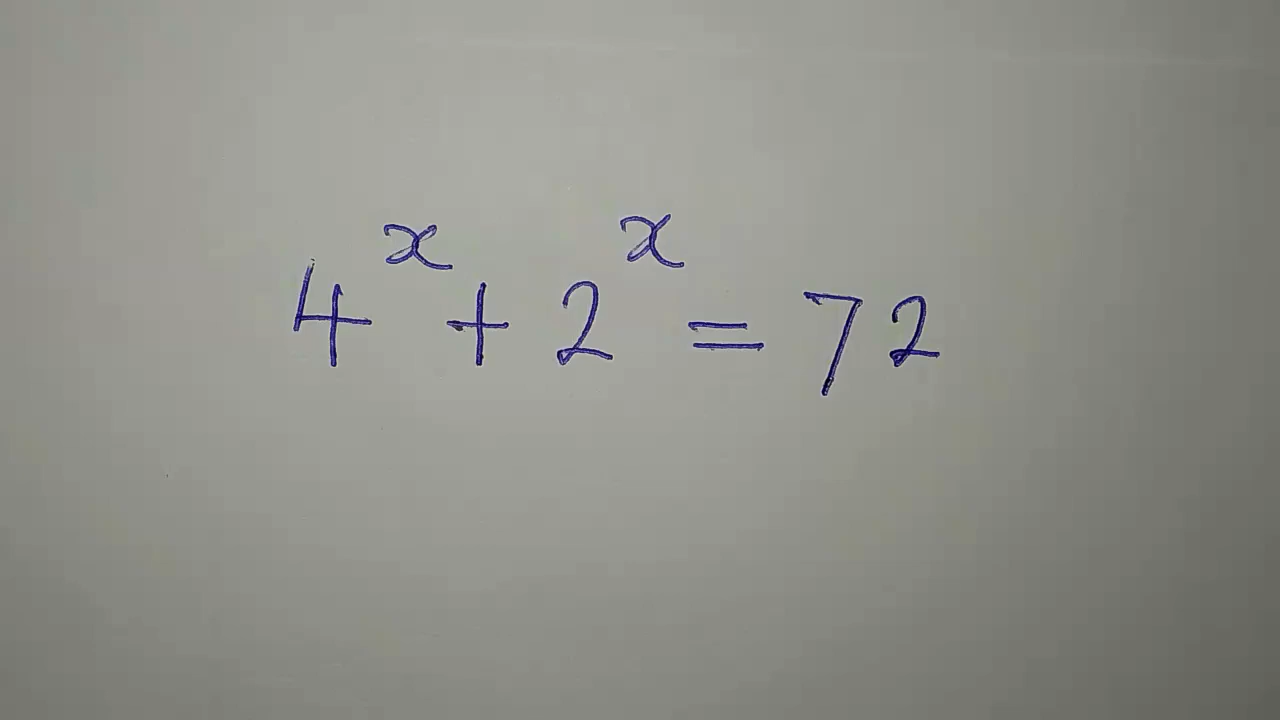 4^x + 2^x = 72